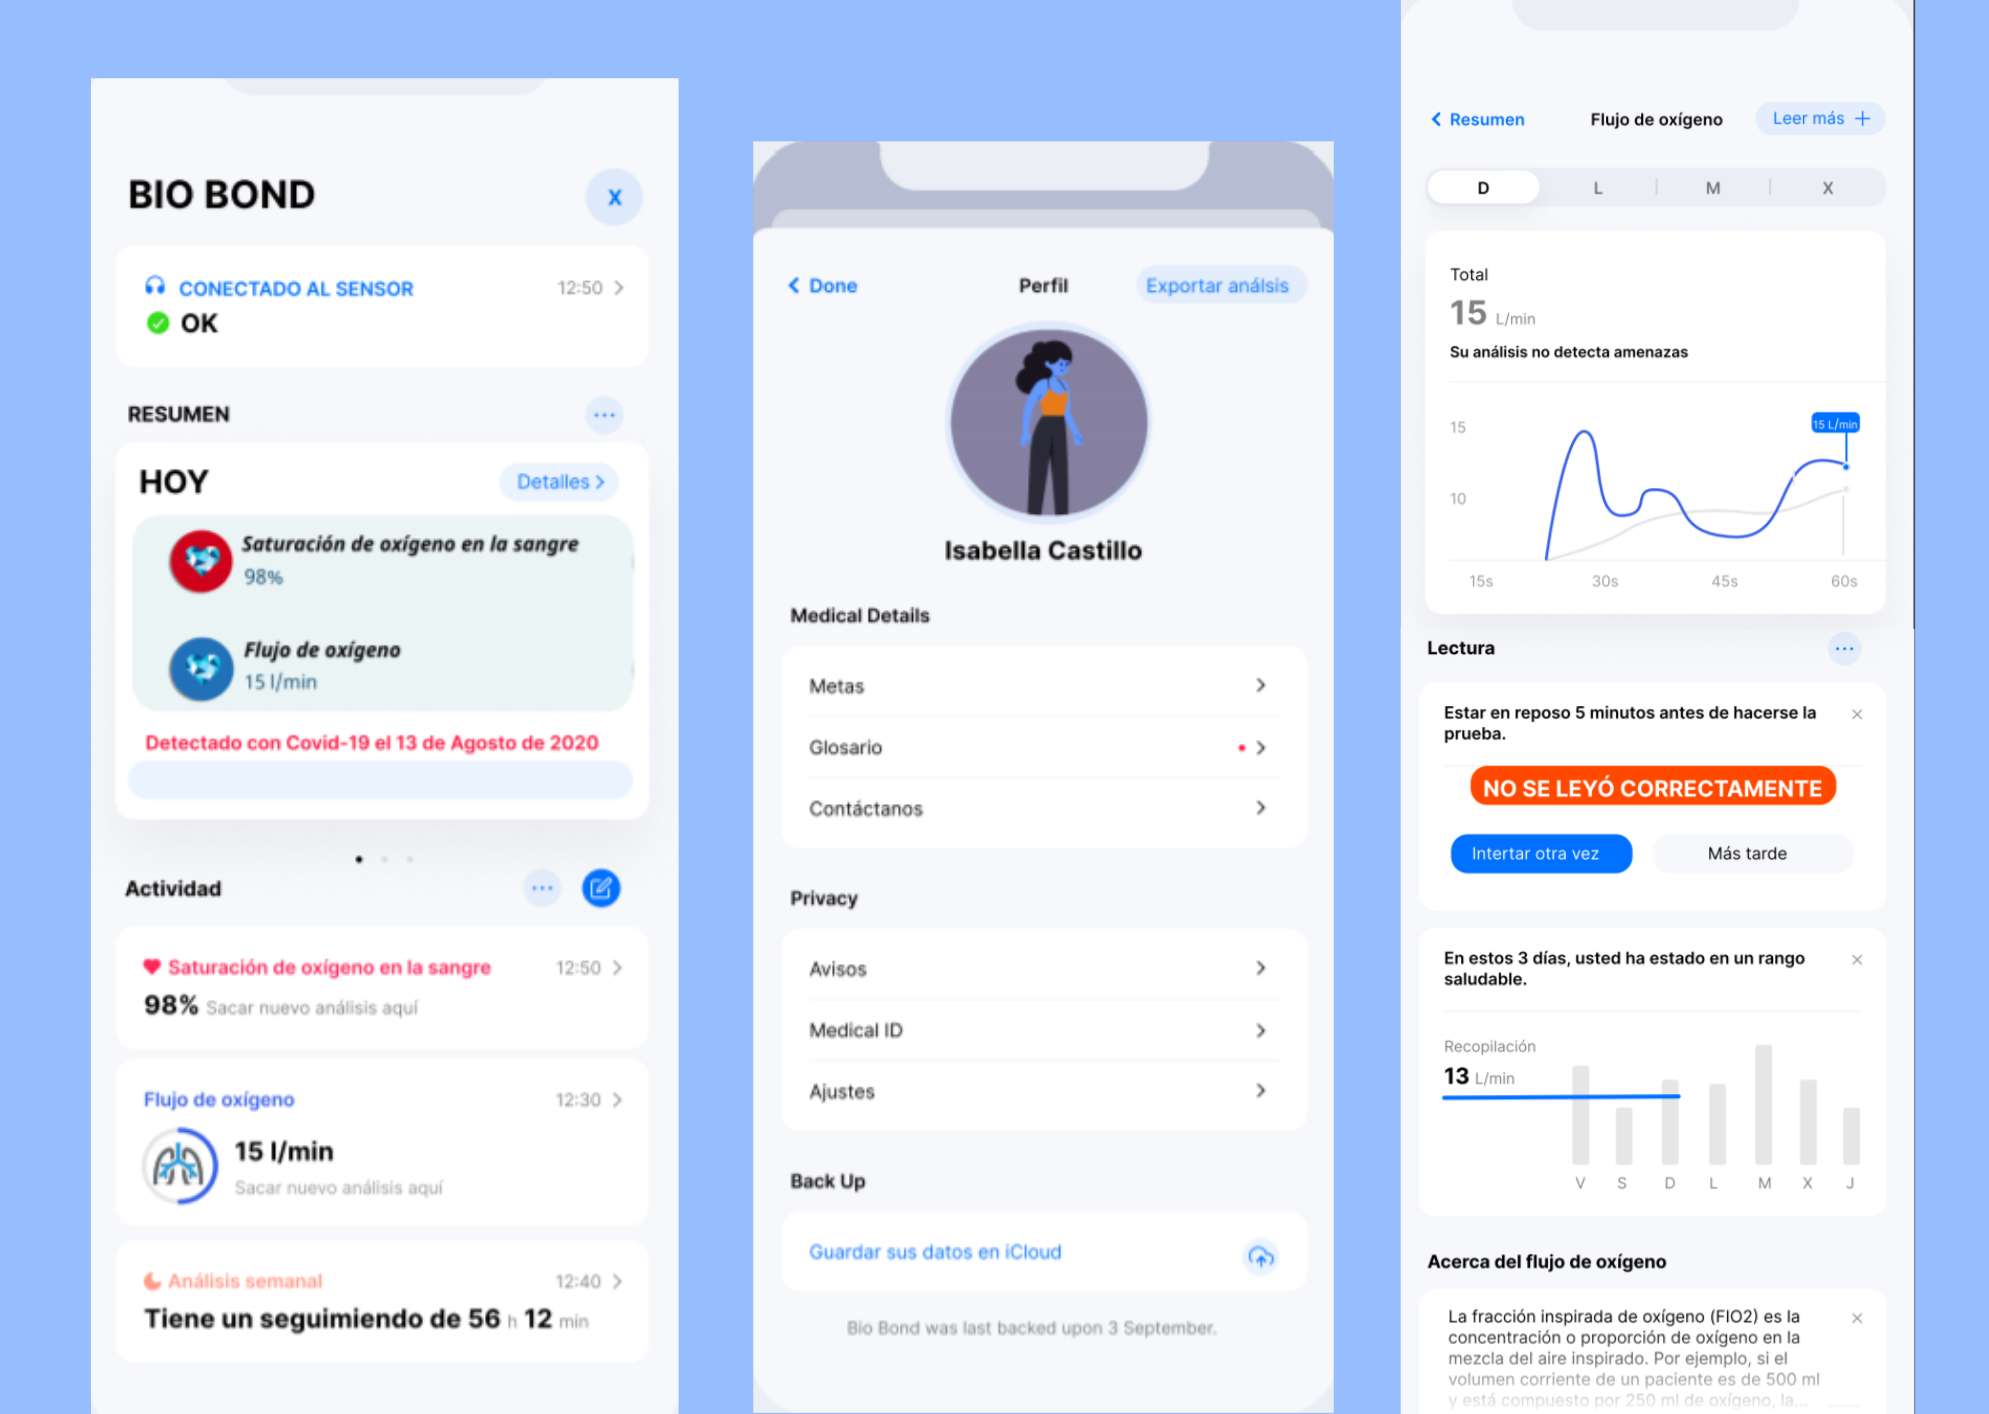 BIO BOND
X
CONECTADO AL SENSOR
12:50
OK
RESUMEN
HOY
Detalles
Saturación de oxígeno en la sangre
98%
Flujo de oxígeno
15 l/min
Detectado con Covid-19 el 13 de Agosto de 2020
Actividad
Saturación de oxígeno en la sangre
12:50
98% Sacar nuevo análisis aquí
Flujo de oxígeno
12:30
15 l/min
Sacar nuevo análisis aquí
Análisis semanal
12:40
Tiene un seguimiendo de 56 h 12 min
Done
Perfil
Exportar análsis
Isabella Castillo
Medical Details
Metas
Glosario
Contáctanos
Privacy
Avisos
Medical ID
Ajustes
Back Up
Guardar sus datos en iCloud
Bio Bond was last backed upon 3 September.
Resumen
Flujo de oxígeno
Leer más +
D L M X
Total
15 L/min
Su análisis no detecta amenazas
15
15 L/min
10
15s 30s 45s 60s
Lectura
Estar en reposo 5 minutos antes de hacerse la
prueba.
NO SE LEYÓ CORRECTAMENTE
Intertar otra vez
Más tarde
En estos 3 días, usted ha estado en un rango
saludable.
Recopilación
13 L/min
V S D L M X J
Acerca del flujo de oxígeno
La fracción inspirada de oxígeno (FIO2) es la
concentración o proporción de oxígeno en la
mezcla del aire inspirado. Por ejemplo, si el
volumen corriente de un paciente es de 500 ml
y está compuesto por 250 ml de oxígeno, la...